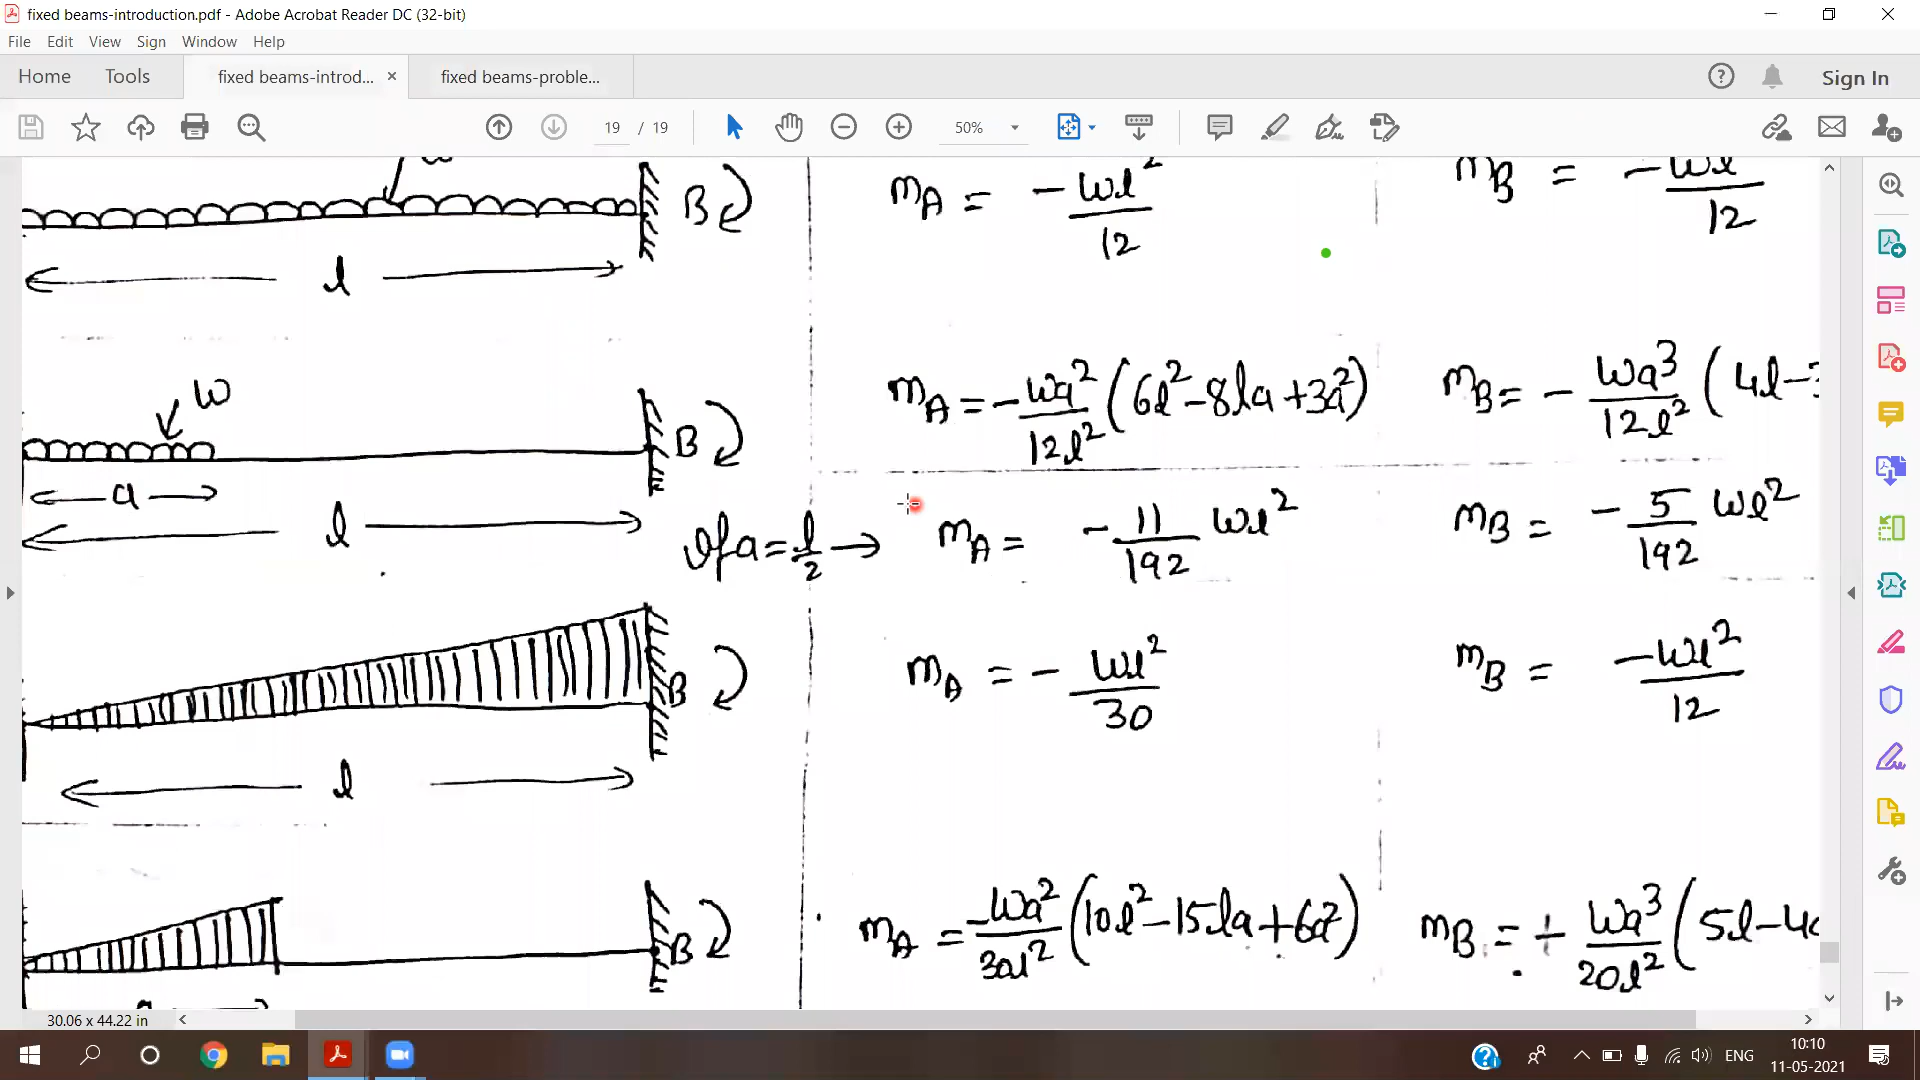 fixed beams-introduction.pdf - Adobe Acrobat Reader DC (32-bit)
File Edit View Sign Window Help
Home Tools fixed beams-introd... × fixed beams-proble... Sign In
19 / 19 50%
B mA = -wl² / 12 mB = -wl² / 12
l
w
B mA = -wa²/12l² (6l² - 8la + 3a²) mB = - wa³/12l² (4l - 3
a
l
If a = l/2 → mA = -11/192 wl² mB = -5/192 wl²
B mA = - wl²/30 mB = -wl²/12
l
B mA = -wa²/30l² (10l² - 15la + 6a²) mB = + wa³/20l² (5l - 4a
30.06 x 44.22 in
ENG
10:10
11-05-2021